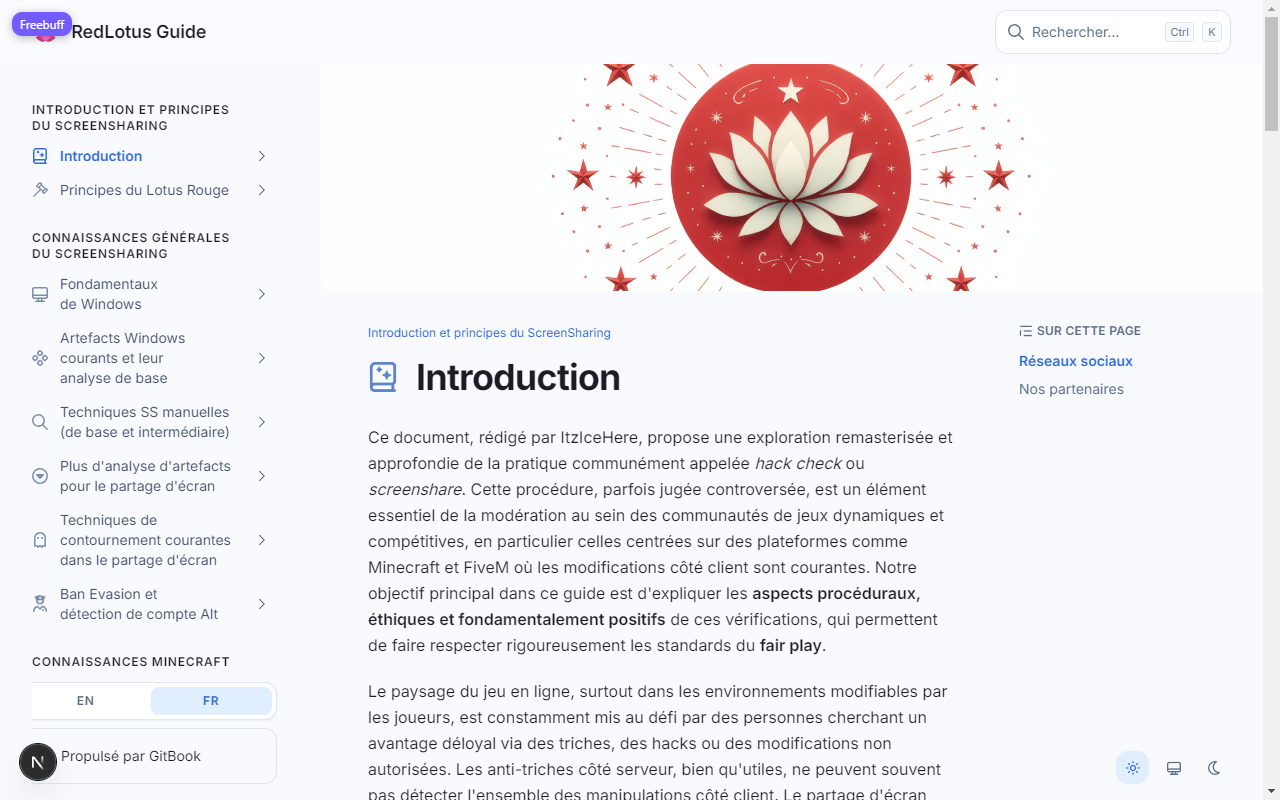 Freebuff
RedLotus Guide
Rechercher...
Ctrl
K
INTRODUCTION ET PRINCIPES
DU SCREENSHARING
Introduction
Principes du Lotus Rouge
CONNAISSANCES GÉNÉRALES
DU SCREENSHARING
Fondamentaux
de Windows
Artefacts Windows
courants et leur
analyse de base
Techniques SS manuelles
(de base et intermédiaire)
Plus d'analyse d'artefacts
pour le partage d'écran
Techniques de
contournement courantes
dans le partage d'écran
Ban Evasion et
détection de compte Alt
CONNAISSANCES MINECRAFT
EN
FR
N
Propulsé par GitBook
Introduction et principes du ScreenSharing
Introduction
Ce document, rédigé par ItzIceHere, propose une exploration remasterisée et
approfondie de la pratique communément appelée hack check ou
screenshare. Cette procédure, parfois jugée controversée, est un élément
essentiel de la modération au sein des communautés de jeux dynamiques et
compétitives, en particulier celles centrées sur des plateformes comme
Minecraft et FiveM où les modifications côté client sont courantes. Notre
objectif principal dans ce guide est d'expliquer les aspects procéduraux,
éthiques et fondamentalement positifs de ces vérifications, qui permettent
de faire respecter rigoureusement les standards du fair play.
Le paysage du jeu en ligne, surtout dans les environnements modifiables par
les joueurs, est constamment mis au défi par des personnes cherchant un
avantage déloyal via des triches, des hacks ou des modifications non
autorisées. Les anti-triches côté serveur, bien qu'utiles, ne peuvent souvent
pas détecter l'ensemble des manipulations côté client. Le partage d'écran
SUR CETTE PAGE
Réseaux sociaux
Nos partenaires